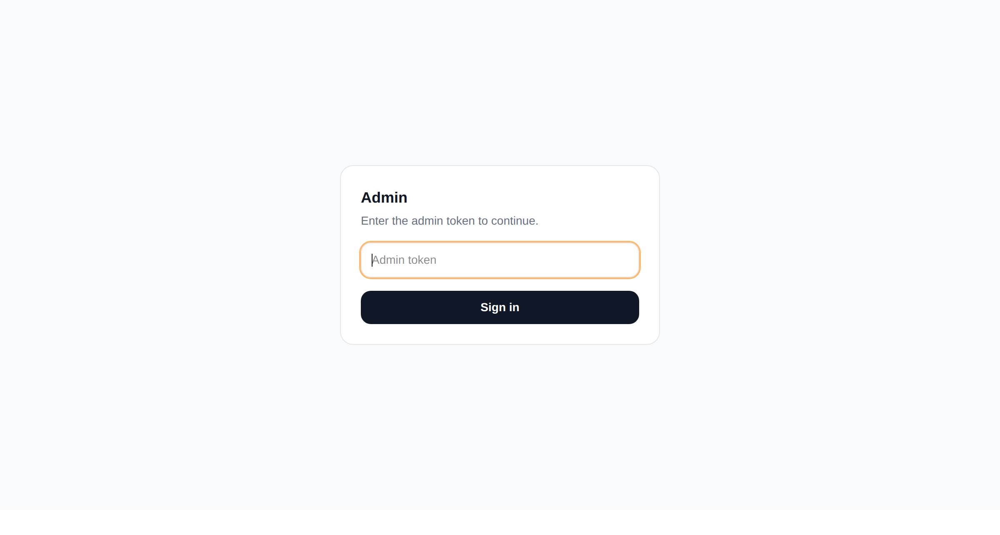 Admin
Enter the admin token to continue.
Admin token
Sign in